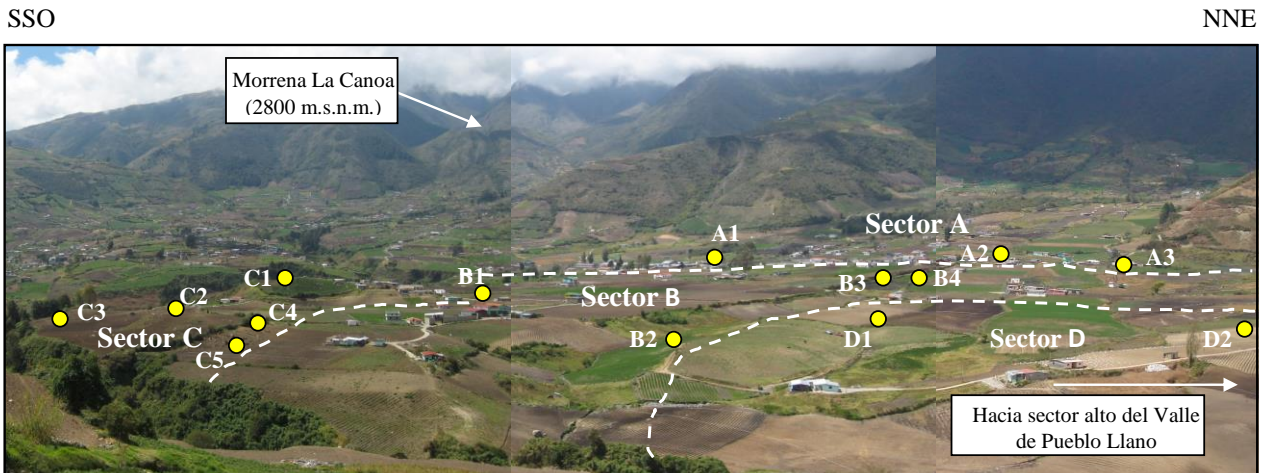 SSO
NNE
Morrena La Canoa
(2800 m.s.n.m.)
A1
Sector A
A2
A3
C1
B1
Sector B
B3
B4
C2
C3
C4
Sector C
C5
B2
D1
Sector D
D2
Hacia sector alto del Valle
de Pueblo Llano